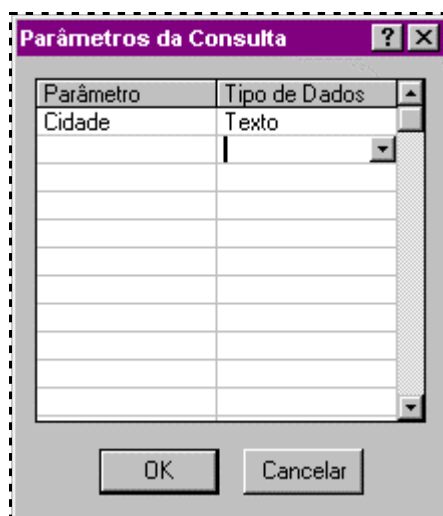 Parâmetros da Consulta ? ×
Parâmetro Tipo de Dados
Cidade Texto
OK Cancelar